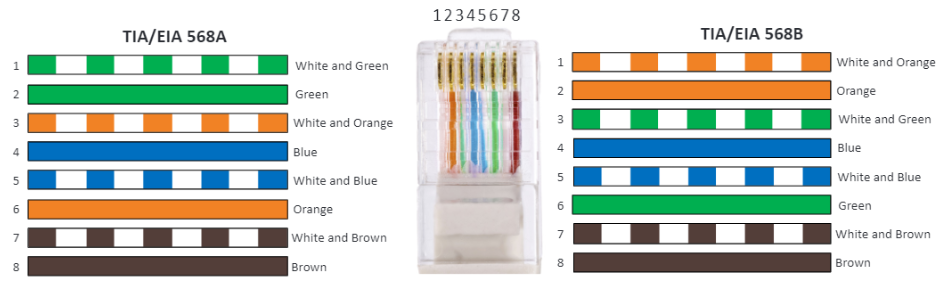 12345678
TIA/EIA 568A
1 White and Green
2 Green
3 White and Orange
4 Blue
5 White and Blue
6 Orange
7 White and Brown
8 Brown
TIA/EIA 568B
1 White and Orange
2 Orange
3 White and Green
4 Blue
5 White and Blue
6 Green
7 White and Brown
8 Brown